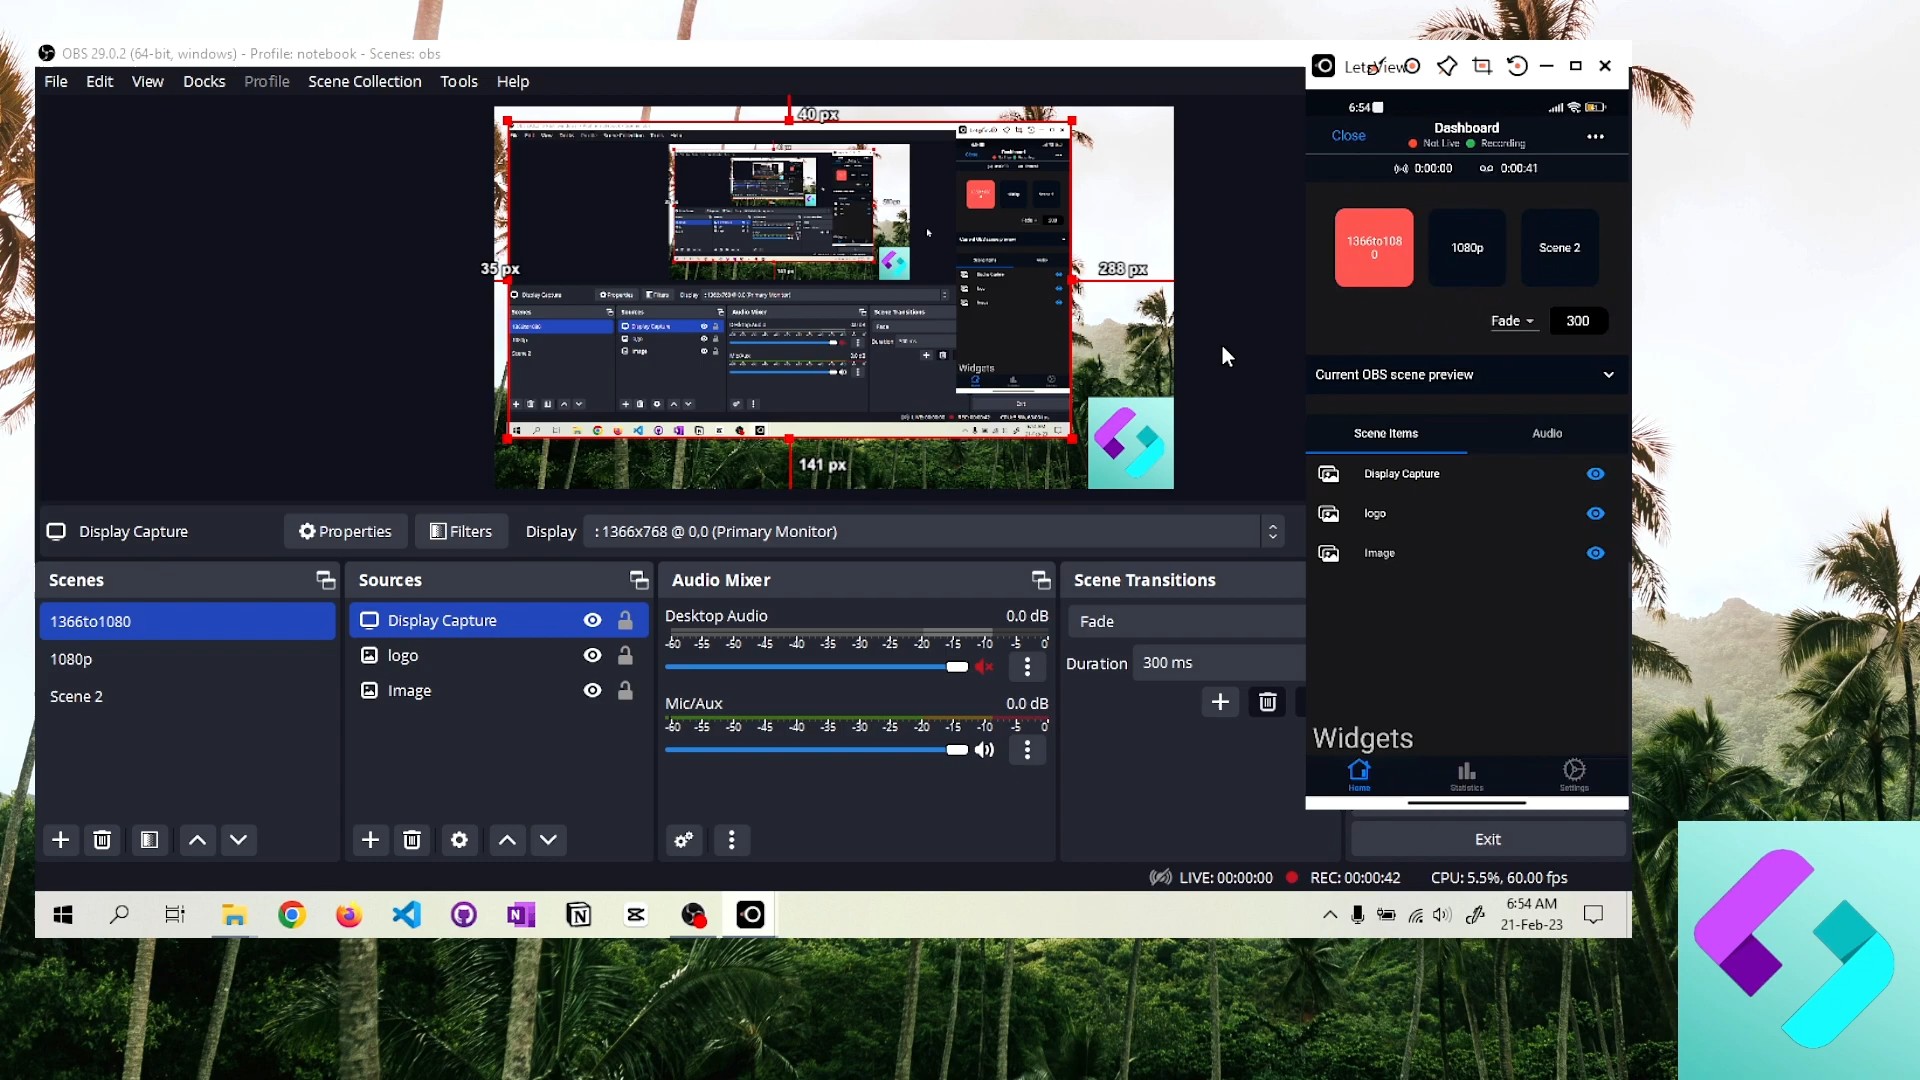 OBS 29.0.2 (64-bit, windows) - Profile: notebook - Scenes: obs
File Edit View Docks Profile Scene Collection Tools Help
40 px
35 px
288 px
141 px
Widgets
Display Capture Properties Filters Display : 1366x768 @ 0,0 (Primary Monitor)
Scenes
1366to1080
1080p
Scene 2
Sources
Display Capture
logo
Image
Audio Mixer
Desktop Audio 0.0 dB
-60 -55 -50 -45 -40 -35 -30 -25 -20 -15 -10 -5 0
Mic/Aux 0.0 dB
-60 -55 -50 -45 -40 -35 -30 -25 -20 -15 -10 -5 0
Scene Transitions
Fade
Duration 300 ms
Exit
LIVE: 00:00:00 REC: 00:00:42 CPU: 5.5%, 60.00 fps
6:54 AM
21-Feb-23
LetsView
6:54
Close Dashboard
Not Live Recording
0:00:00 0:00:41
1366to108
0
1080p
Scene 2
Fade 300
Current OBS scene preview
Scene Items Audio
Display Capture
logo
Image
Widgets
Home Statistics Settings